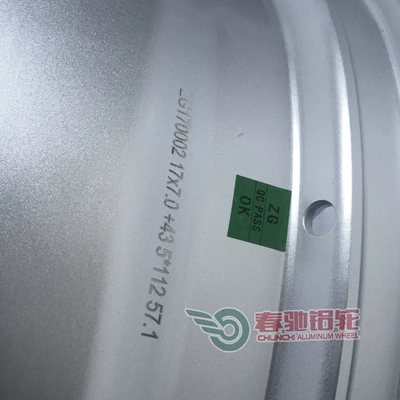 ZG170002 17x7.0 +43 5*112 57.1
ZG
QC PASS
OK
春驰铝轮
CHUNCHI ALUMINUM WHEEL